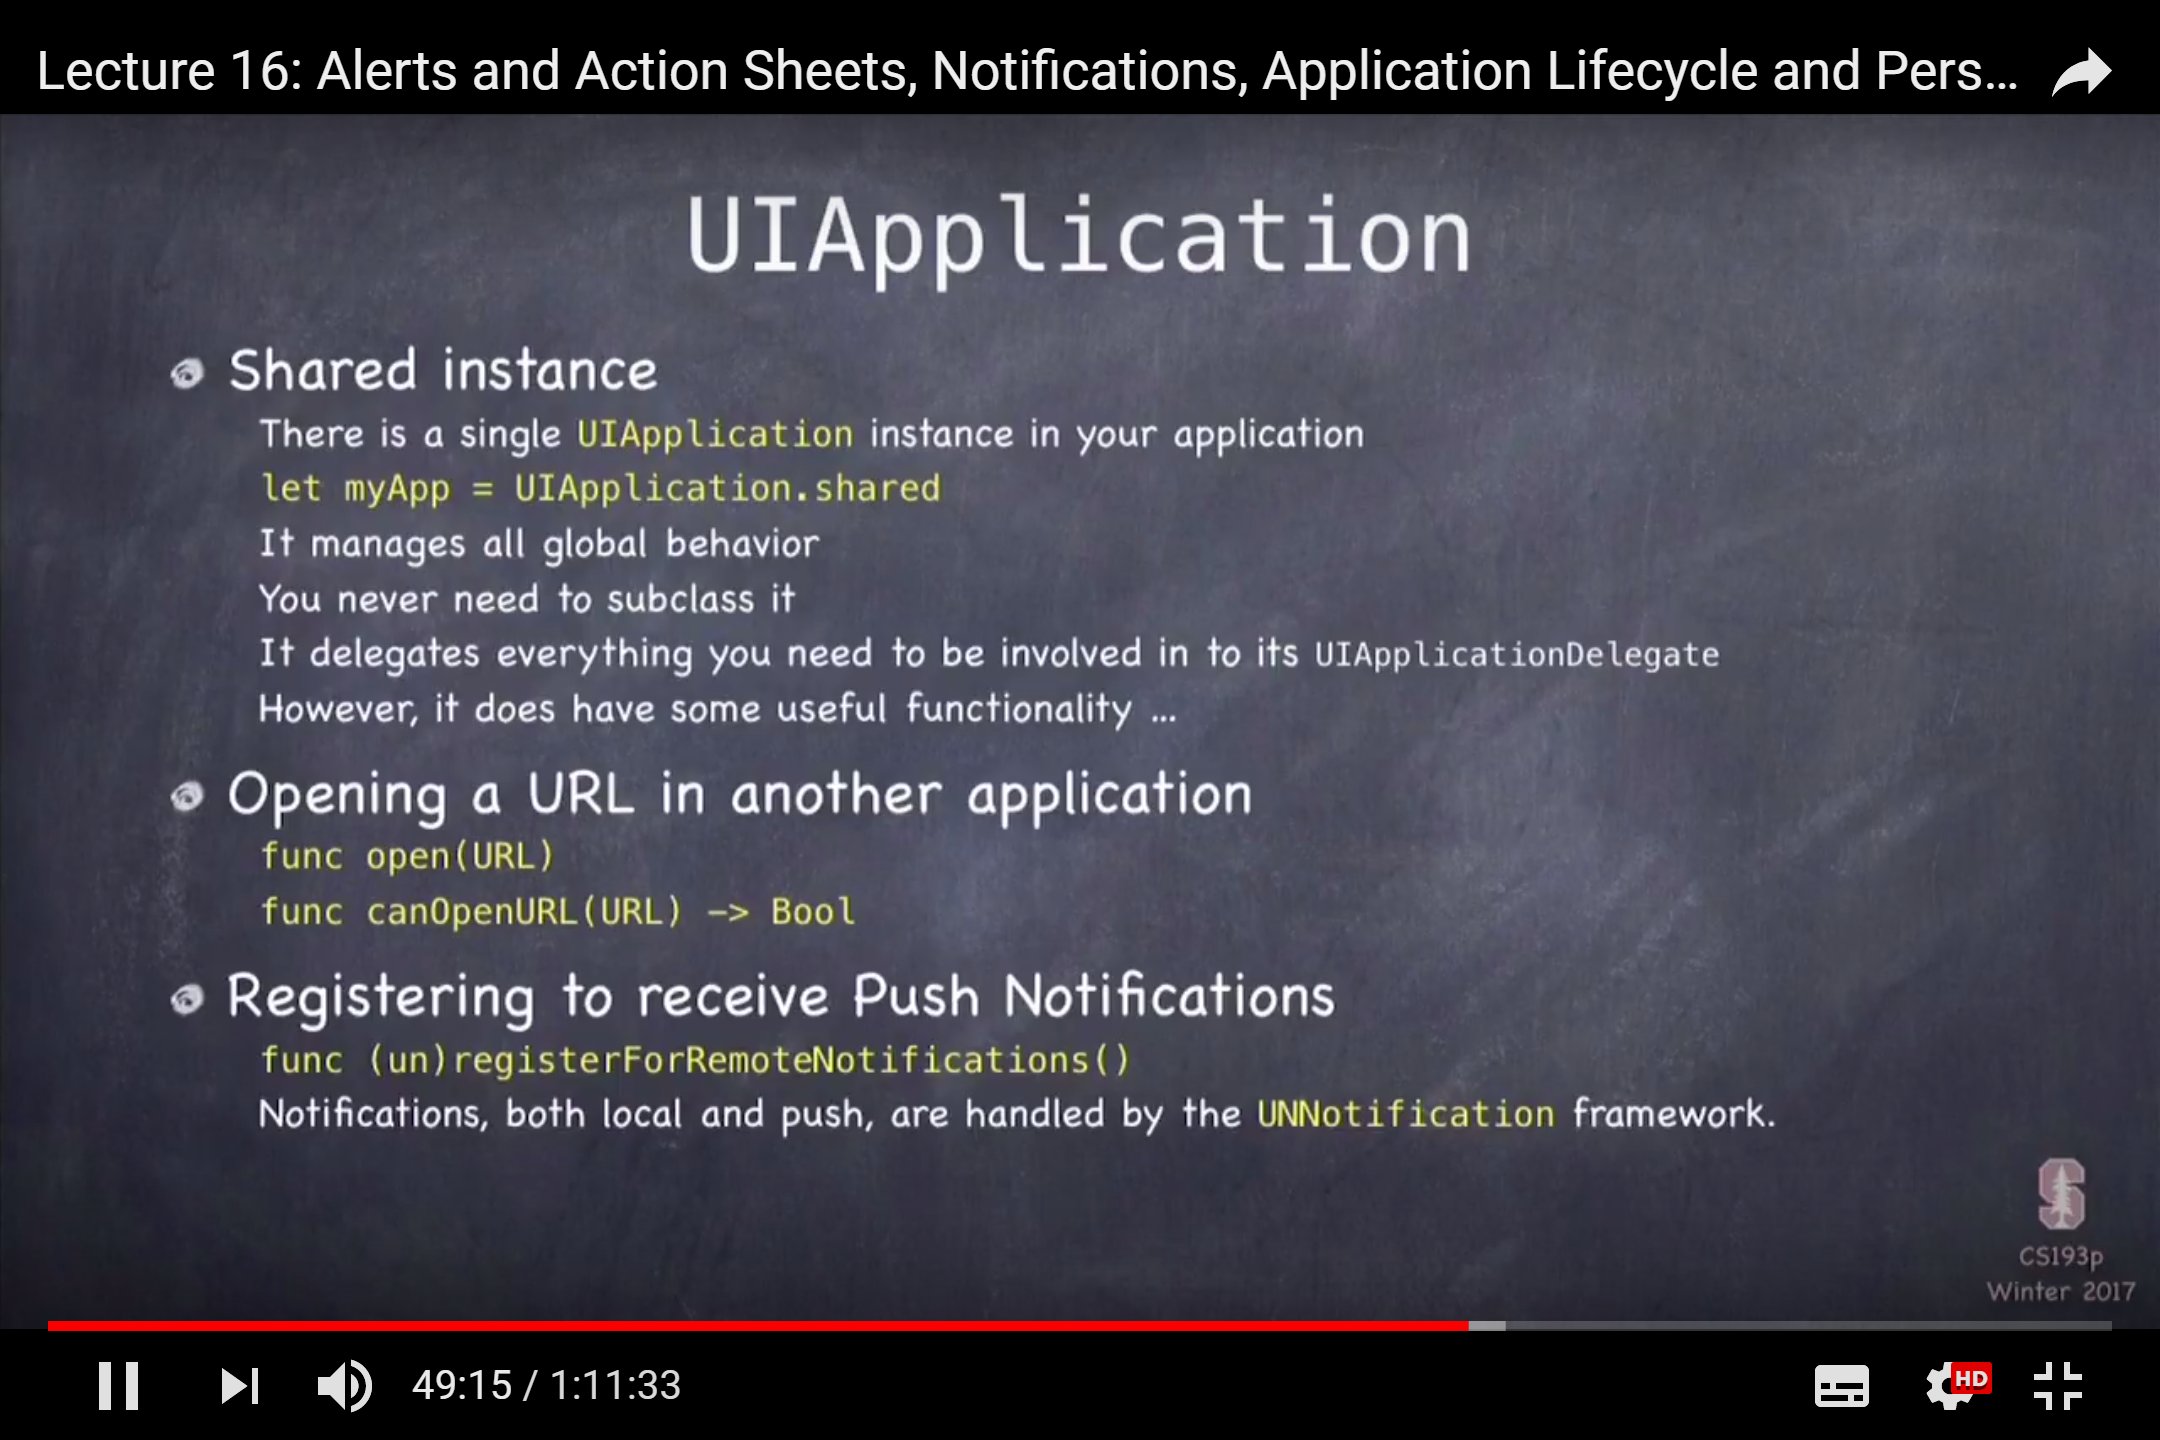 Lecture 16: Alerts and Action Sheets, Notifications, Application Lifecycle and Pers...
UIApplication
Shared instance
There is a single UIApplication instance in your application
let myApp = UIApplication.shared
It manages all global behavior
You never need to subclass it
It delegates everything you need to be involved in to its UIApplicationDelegate
However, it does have some useful functionality ...
Opening a URL in another application
func open(URL)
func canOpenURL(URL) -> Bool
Registering to receive Push Notifications
func (un)registerForRemoteNotifications()
Notifications, both local and push, are handled by the UNNotification framework.
S
CS193p
Winter 2017
49:15 / 1:11:33
HD